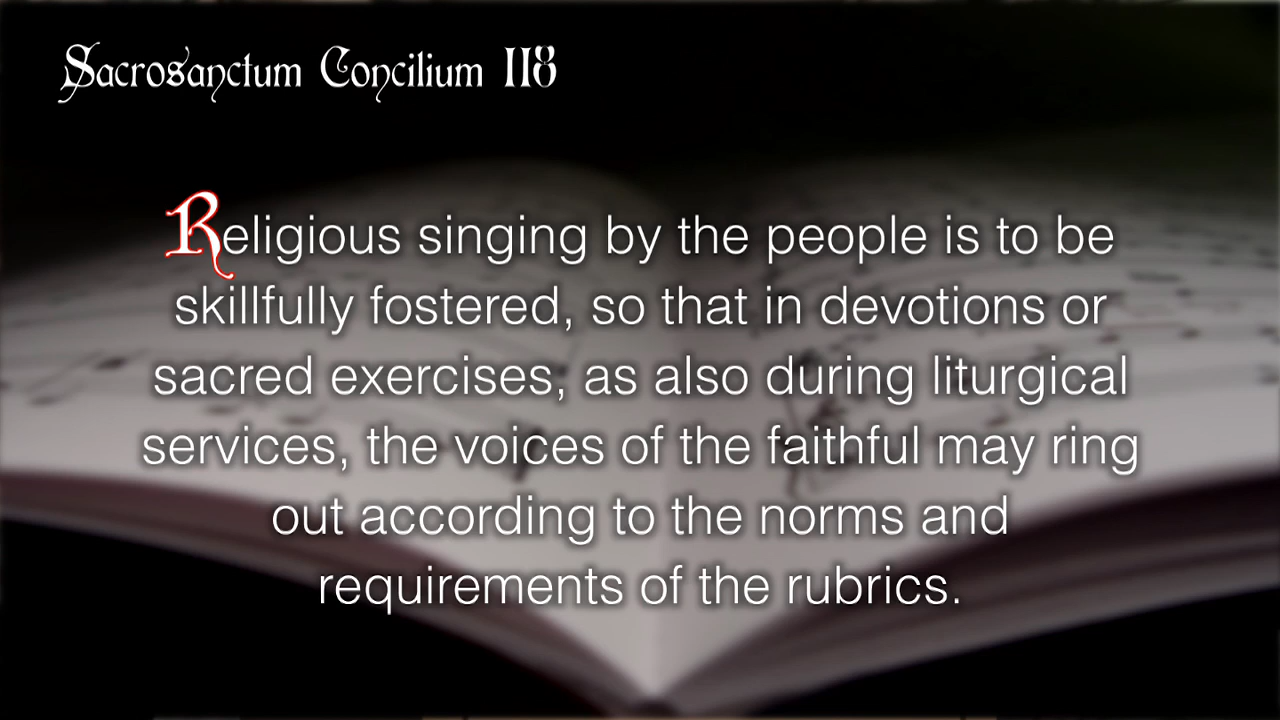 Sacrosanctum Concilium 118
Religious singing by the people is to be
skillfully fostered, so that in devotions or
sacred exercises, as also during liturgical
services, the voices of the faithful may ring
out according to the norms and
requirements of the rubrics.